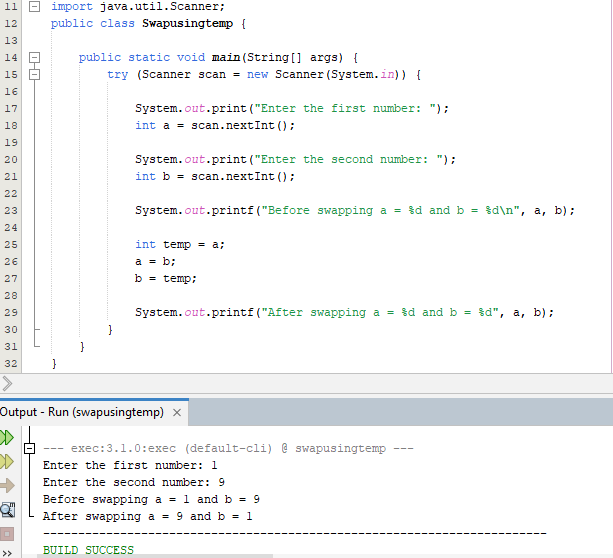 11 import java.util.Scanner;
12 public class Swapusingtemp {
13
14 public static void main(String[] args) {
15 try (Scanner scan = new Scanner(System.in)) {
16
17 System.out.print("Enter the first number: ");
18 int a = scan.nextInt();
19
20 System.out.print("Enter the second number: ");
21 int b = scan.nextInt();
22
23 System.out.printf("Before swapping a = %d and b = %d\n", a, b);
24
25 int temp = a;
26 a = b;
27 b = temp;
28
29 System.out.printf("After swapping a = %d and b = %d", a, b);
30 }
31 }
32 }
Output - Run (swapusingtemp) ×
--- exec:3.1.0:exec (default-cli) @ swapusingtemp ---
Enter the first number: 1
Enter the second number: 9
Before swapping a = 1 and b = 9
After swapping a = 9 and b = 1
------------------------------------------------------------------------
BUILD SUCCESS